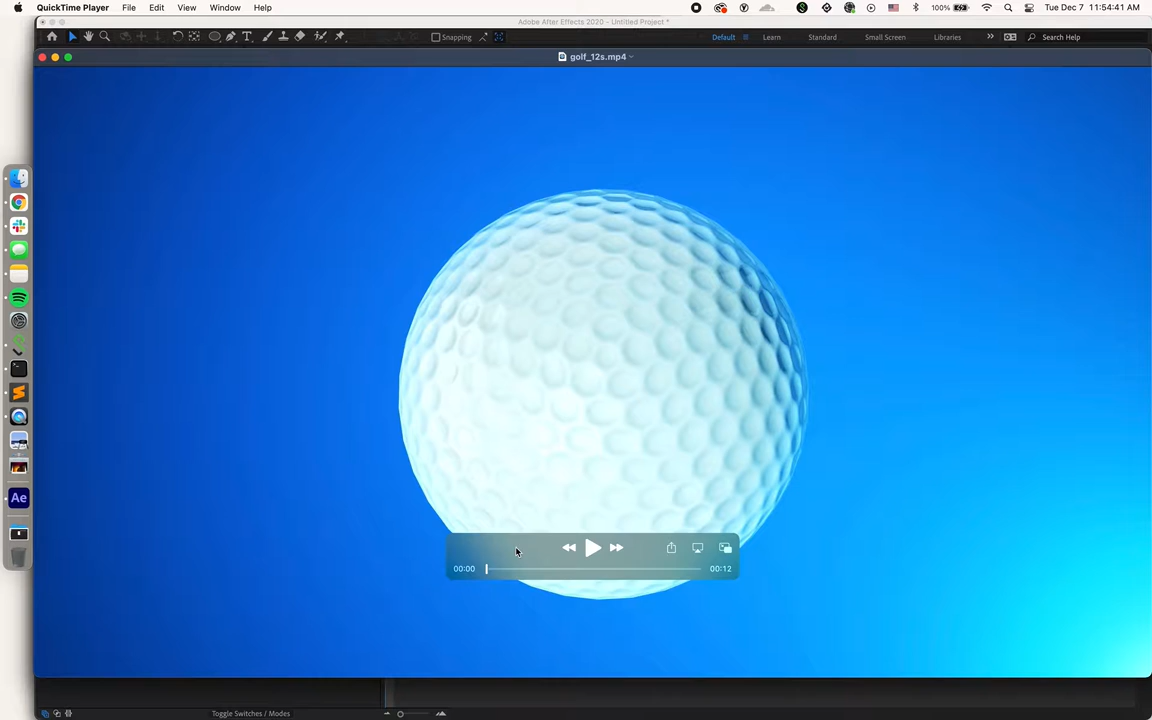 QuickTime Player File Edit View Window Help 100% Tue Dec 7 11:54:41 AM
Adobe After Effects 2020 - Untitled Project *
Snapping Default Learn Standard Small Screen Libraries Search Help
golf_12s.mp4
Ae
00:00 00:12
Toggle Switches / Modes